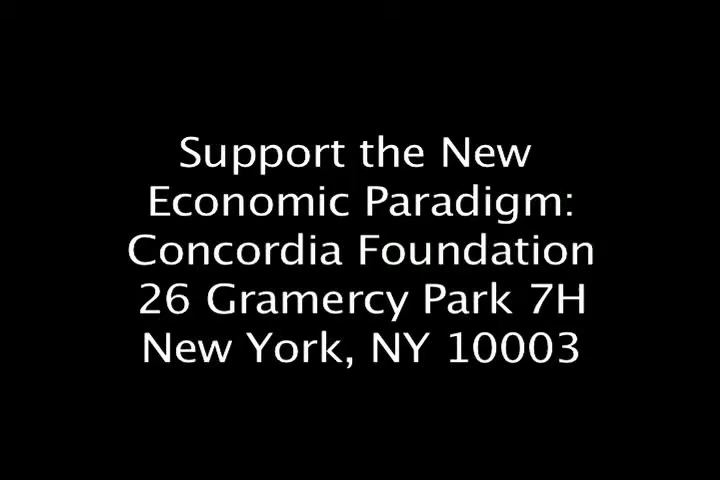 Support the New
Economic Paradigm:
Concordia Foundation
26 Gramercy Park 7H
New York, NY 10003